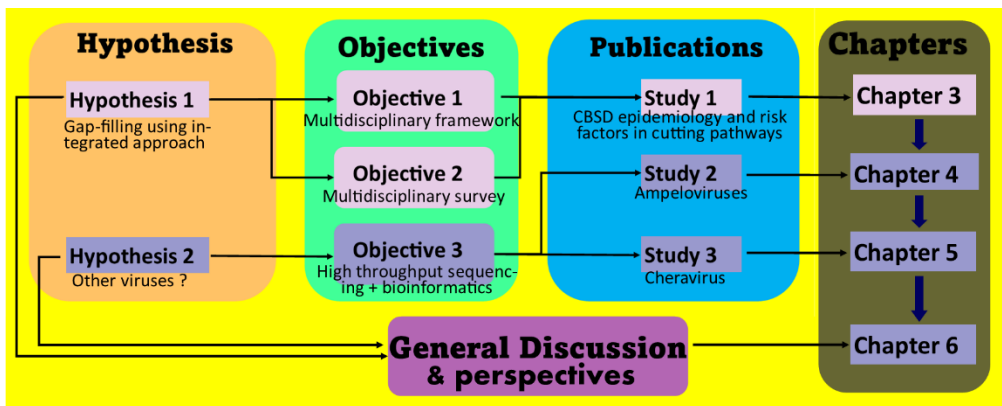 Hypothesis
Objectives
Publications
Chapters
Hypothesis 1
Gap-filling using in-
tegrated approach
Objective 1
Multidisciplinary framework
Study 1
CBSD epidemiology and risk
factors in cutting pathways
Chapter 3
Objective 2
Multidisciplinary survey
Study 2
Ampeloviruses
Chapter 4
Hypothesis 2
Other viruses ?
Objective 3
High throughput sequenc-
ing + bioinformatics
Study 3
Cheravirus
Chapter 5
General Discussion
& perspectives
Chapter 6